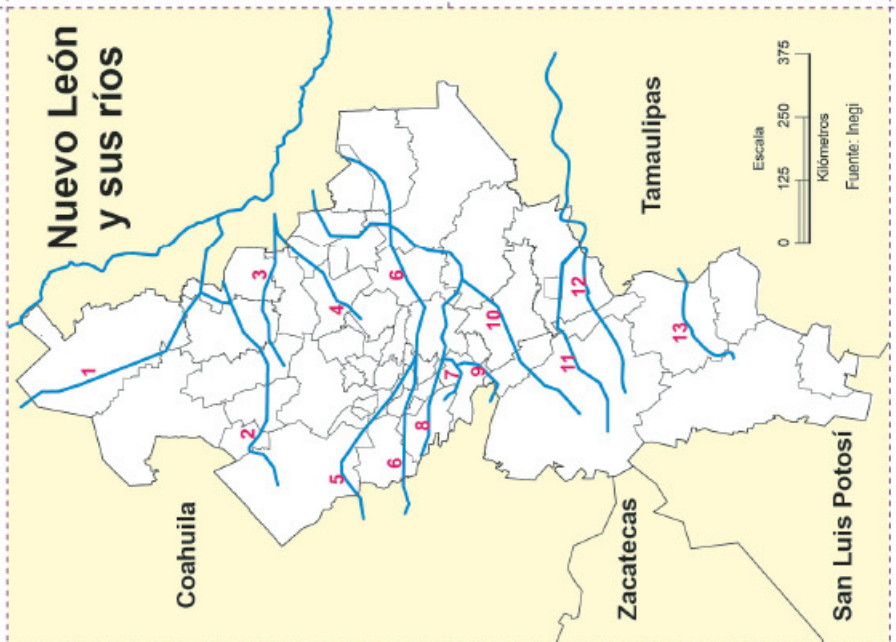 Nuevo León
y sus ríos
Coahuila
Tamaulipas
Zacatecas
San Luis Potosí
1
2
3
4
5
6
6
7
8
9
10
11
12
13
Escala
0 125 250 375
Kilómetros
Fuente: Inegi